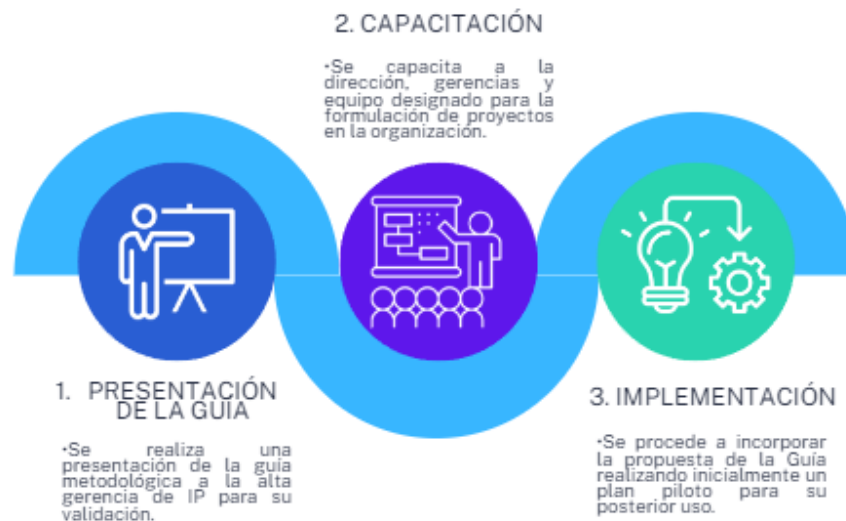 2. CAPACITACIÓN
•Se capacita a la
dirección, gerencias y
equipo designado para la
formulación de proyectos
en la organización.
1. PRESENTACIÓN
DE LA GUIA
•Se realiza una
presentación de la guía
metodológica a la alta
gerencia de IP para su
validación.
3. IMPLEMENTACIÓN
•Se procede a incorporar
la propuesta de la Guía
realizando inicialmente un
plan piloto para su
posterior uso.